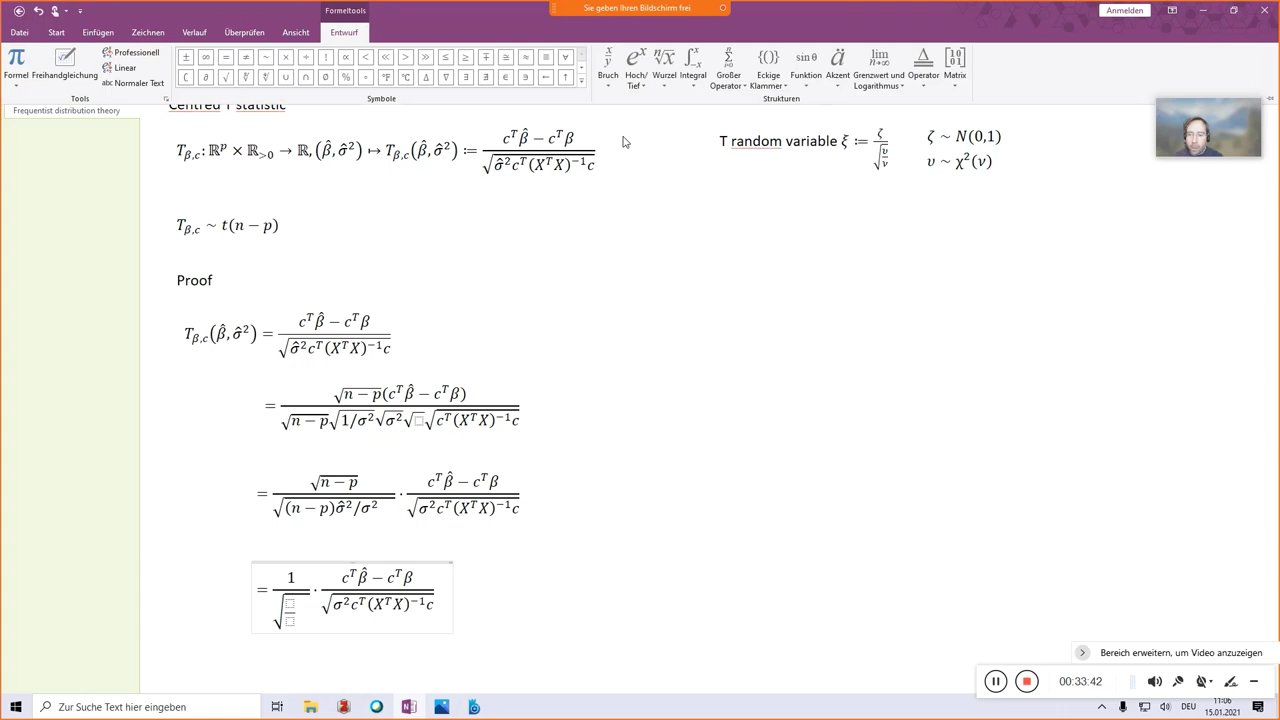 Sie geben Ihren Bildschirm frei
Formeltools
Anmelden
Datei Start Einfügen Zeichnen Verlauf Überprüfen Ansicht Entwurf
π Formel
Freihandgleichung
Professionell
Linear
abc Normaler Text
Tools
± ∞ = ≠ ~ × ÷ ! ∝ < ≪ > ≫ ≥ ∓ ≅ ≈ ≡ ∀
∁ ∂ √ ∛ ∜ ∪ ∩ ∅ % ° ℉ ℃ ∆ ∇ ∃ ∄ ∈ ← ↑
Symbole
Bruch
Hoch/Tief
Wurzel
Integral
Großer Operator
Eckige Klammer
Funktion
Akzent
Grenzwert und Logarithmus
Operator
Matrix
Strukturen
Frequentist distribution theory
Centred T statistic
T_{β,c}: ℝ^p × ℝ_{>0} → ℝ, (β̂, σ̂²) ↦ T_{β,c}(β̂, σ̂²) ≔ (c^T β̂ − c^T β) / √(σ̂² c^T (X^T X)^{−1} c)
T random variable ξ ≔ ζ / √(υ/ν)
ζ ~ N(0,1)
υ ~ χ²(ν)
T_{β,c} ~ t(n − p)
Proof
T_{β,c}(β̂, σ̂²) = (c^T β̂ − c^T β) / √(σ̂² c^T (X^T X)^{−1} c)
= √(n − p) (c^T β̂ − c^T β) / (√(n − p) √(1/σ²) √(σ²) √(□) √(c^T (X^T X)^{−1} c))
= √(n − p) / √((n − p)σ̂²/σ²) · (c^T β̂ − c^T β) / √(σ² c^T (X^T X)^{−1} c)
= 1 / √(□/□) · (c^T β̂ − c^T β) / √(σ² c^T (X^T X)^{−1} c)
Bereich erweitern, um Video anzuzeigen
00:33:42
Zur Suche Text hier eingeben
DEU
11:06
15.01.2021